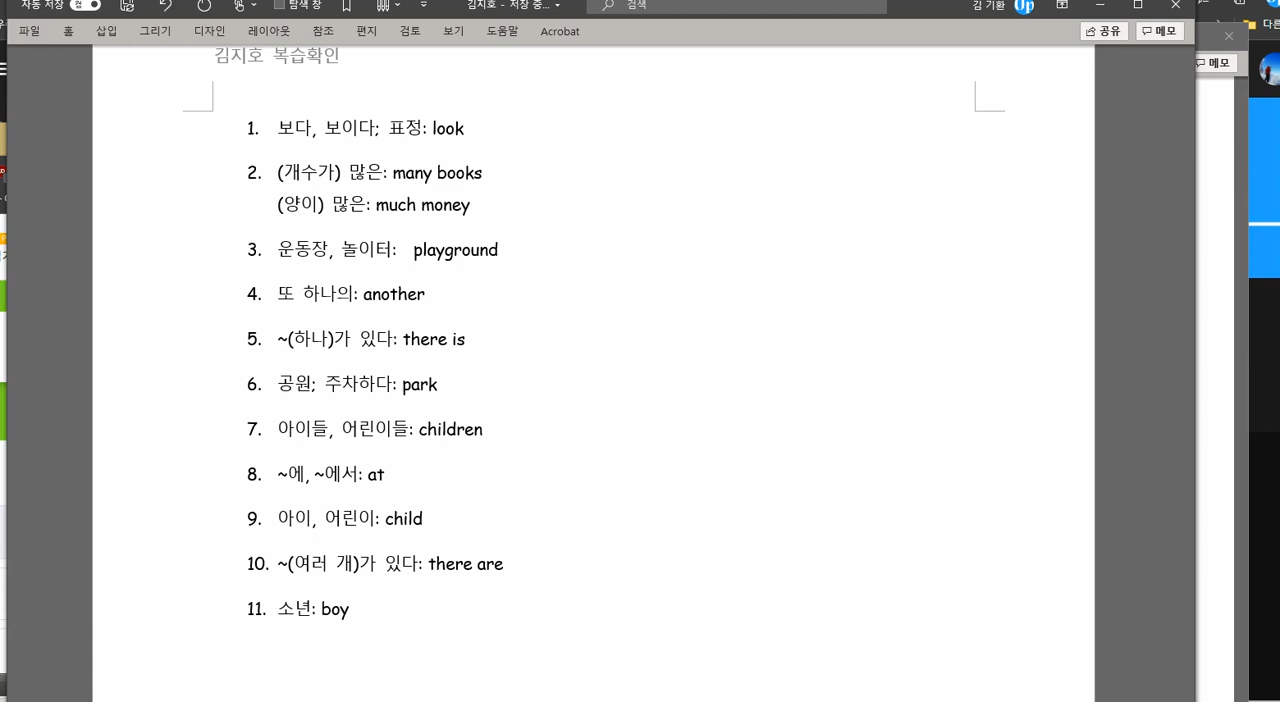 자동 저장
탐색 창
김지호 - 저장 중...
검색
김 기환
파일 홈 삽입 그리기 디자인 레이아웃 참조 편지 검토 보기 도움말 Acrobat
공유 메모
메모
김지호 복습확인
1. 보다, 보이다; 표정: look
2. (개수가) 많은: many books
(양이) 많은: much money
3. 운동장, 놀이터: playground
4. 또 하나의: another
5. ~(하나)가 있다: there is
6. 공원; 주차하다: park
7. 아이들, 어린이들: children
8. ~에, ~에서: at
9. 아이, 어린이: child
10. ~(여러 개)가 있다: there are
11. 소년: boy